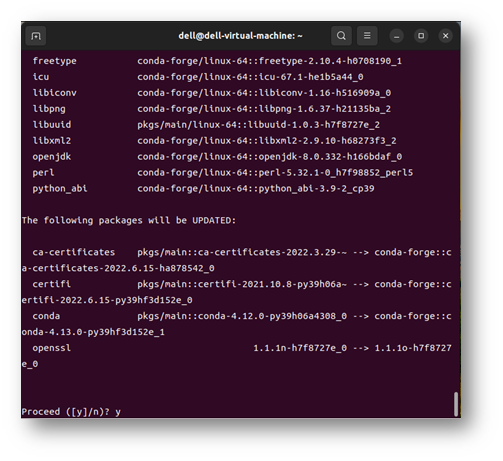 dell@dell-virtual-machine: ~
freetype conda-forge/linux-64::freetype-2.10.4-h0708190_1
icu conda-forge/linux-64::icu-67.1-he1b5a44_0
libiconv conda-forge/linux-64::libiconv-1.16-h516909a_0
libpng conda-forge/linux-64::libpng-1.6.37-h21135ba_2
libuuid pkgs/main/linux-64::libuuid-1.0.3-h7f8727e_2
libxml2 conda-forge/linux-64::libxml2-2.9.10-h68273f3_2
openjdk conda-forge/linux-64::openjdk-8.0.332-h166bdaf_0
perl conda-forge/linux-64::perl-5.32.1-0_h7f98852_perl5
python_abi conda-forge/linux-64::python_abi-3.9-2_cp39
The following packages will be UPDATED:
ca-certificates pkgs/main::ca-certificates-2022.3.29-~ --> conda-forge::c
a-certificates-2022.6.15-ha878542_0
certifi pkgs/main::certifi-2021.10.8-py39h06a~ --> conda-forge::c
ertifi-2022.6.15-py39hf3d152e_0
conda pkgs/main::conda-4.12.0-py39h06a4308_0 --> conda-forge::c
onda-4.13.0-py39hf3d152e_1
openssl 1.1.1n-h7f8727e_0 --> 1.1.1o-h7f8727
e_0
Proceed ([y]/n)? y